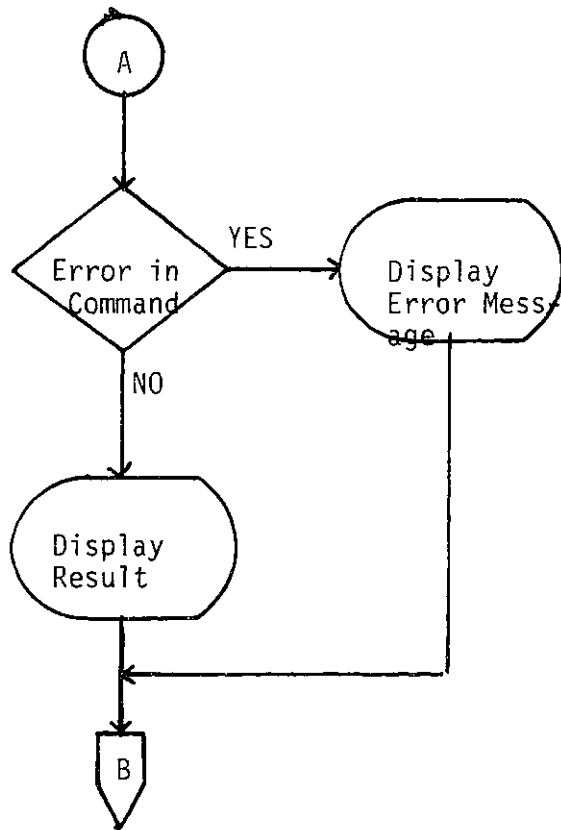 A
YES
Error in
Command
Display
Error Mess-
age
NO
Display
Result
B